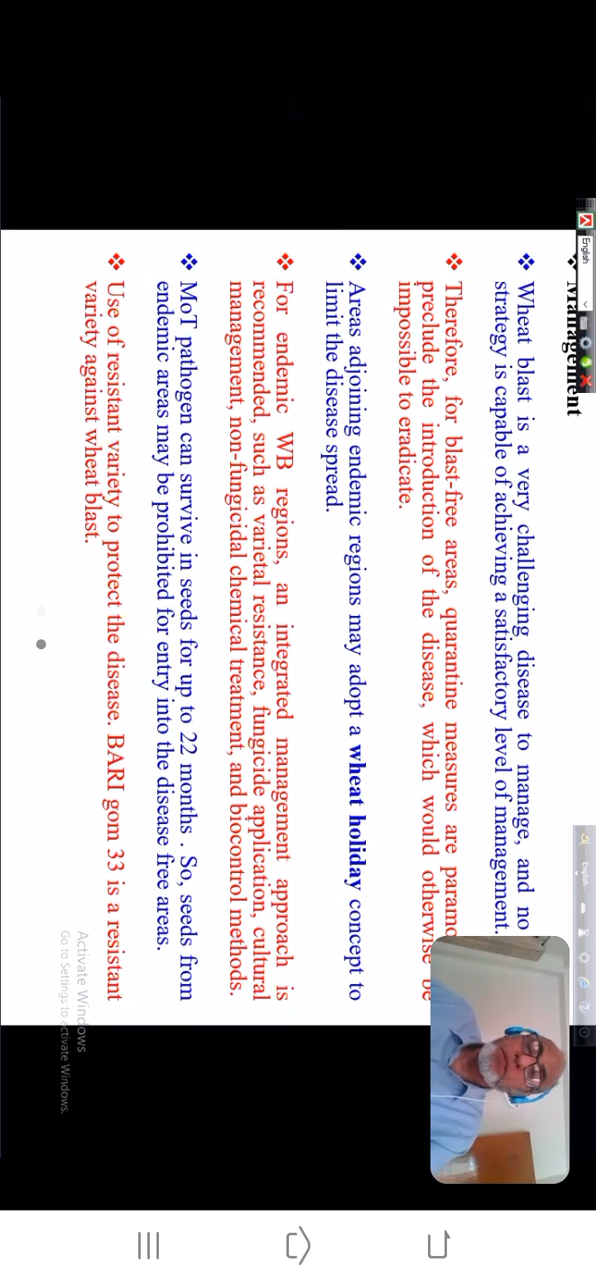 Management
❖ Wheat blast is a very challenging disease to manage, and no
strategy is capable of achieving a satisfactory level of management.
❖ Therefore, for blast-free areas, quarantine measures are
preclude the introduction of the disease, which would otherwise be
impossible to eradicate.
❖ Areas adjoining endemic regions may adopt a wheat holiday concept to
limit the disease spread.
❖ For endemic WB regions, an integrated management approach is
recommended, such as varietal resistance, fungicide application, cultural
management, non-fungicidal chemical treatment, and biocontrol methods.
❖ MoT pathogen can survive in seeds for up to 22 months . So, seeds from
endemic areas may be prohibited for entry into the disease free areas.
❖ Use of resistant variety to protect the disease. BARI gom 33 is a resistant
variety against wheat blast.
Activate Windows
Go to Settings to activate Windows.
English
English